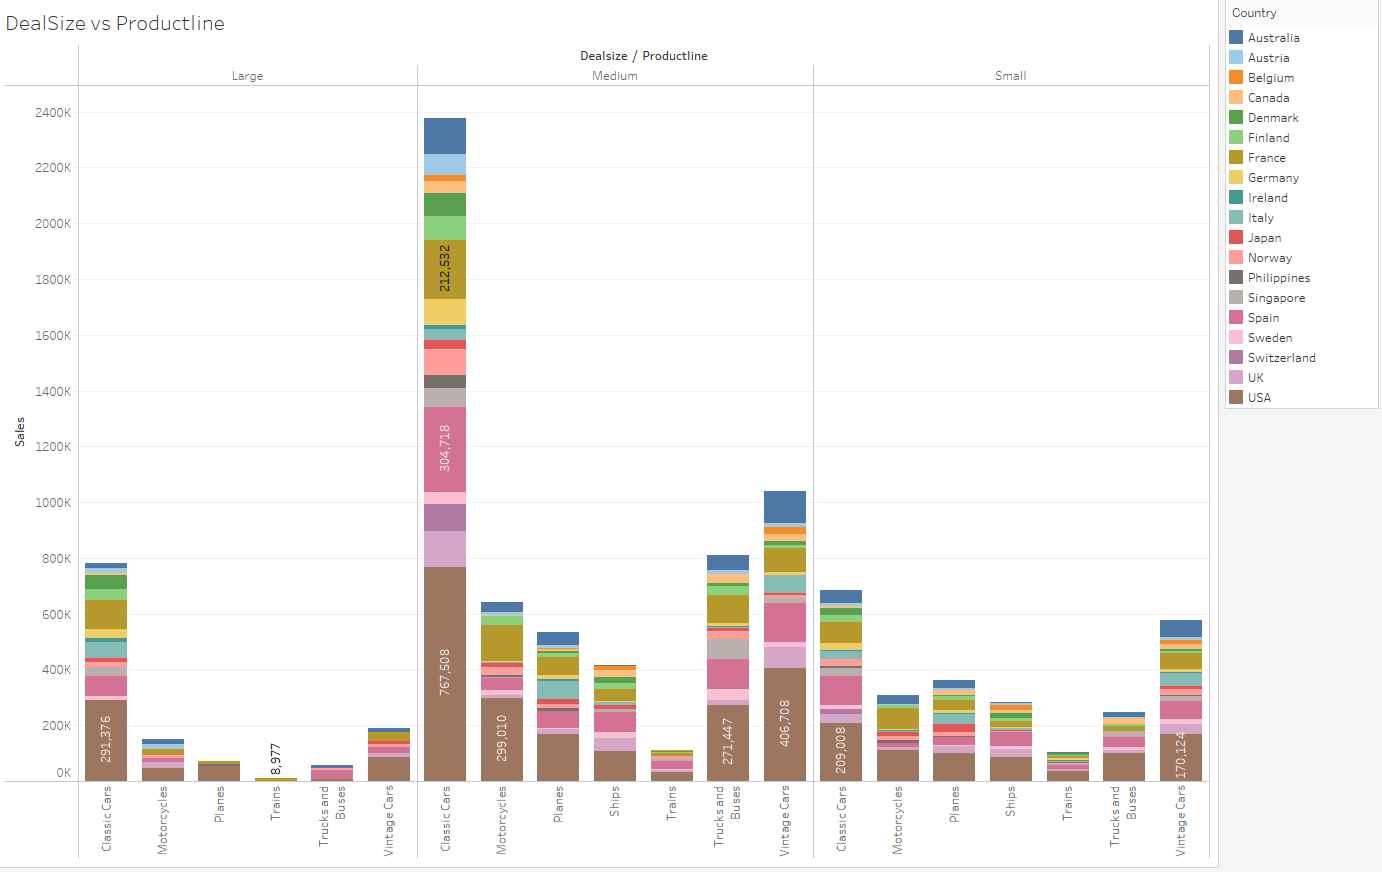 DealSize vs Productline
Dealsize / Productline
Large
Medium
Small
Sales
2400K
2200K
2000K
1800K
1600K
1400K
1200K
1000K
800K
600K
400K
200K
0K
291,376
8,977
767,508
304,718
212,532
299,010
271,447
406,708
209,008
170,124
Classic Cars
Motorcycles
Planes
Trains
Trucks and
Buses
Vintage Cars
Classic Cars
Motorcycles
Planes
Ships
Trains
Trucks and
Buses
Vintage Cars
Classic Cars
Motorcycles
Planes
Ships
Trains
Trucks and
Buses
Vintage Cars
Country
Australia
Austria
Belgium
Canada
Denmark
Finland
France
Germany
Ireland
Italy
Japan
Norway
Philippines
Singapore
Spain
Sweden
Switzerland
UK
USA